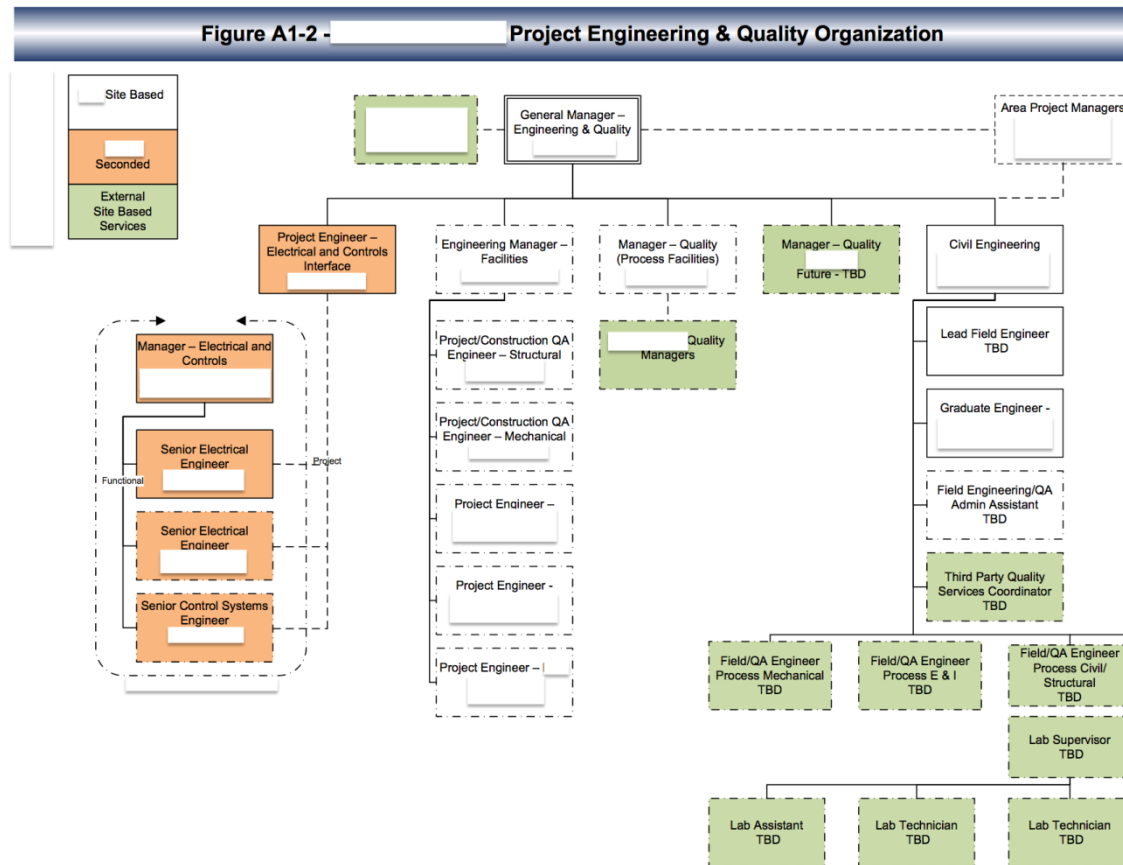 Figure A1-2 - Project Engineering & Quality Organization
Site Based
Seconded
External
Site Based
Services
General Manager –
Engineering & Quality
Area Project Managers
Project Engineer –
Electrical and Controls
Interface
Engineering Manager –
Facilities
Manager – Quality
(Process Facilities)
Manager – Quality
Future - TBD
Civil Engineering
Manager – Electrical and
Controls
Senior Electrical
Engineer
Senior Electrical
Engineer
Senior Control Systems
Engineer
Functional
Project
Project/Construction QA
Engineer – Structural
Project/Construction QA
Engineer – Mechanical
Project Engineer –
Project Engineer -
Project Engineer –
Quality
Managers
Lead Field Engineer
TBD
Graduate Engineer -
Field Engineering/QA
Admin Assistant
TBD
Third Party Quality
Services Coordinator
TBD
Field/QA Engineer
Process Mechanical
TBD
Field/QA Engineer
Process E & I
TBD
Field/QA Engineer
Process Civil/
Structural
TBD
Lab Supervisor
TBD
Lab Assistant
TBD
Lab Technician
TBD
Lab Technician
TBD